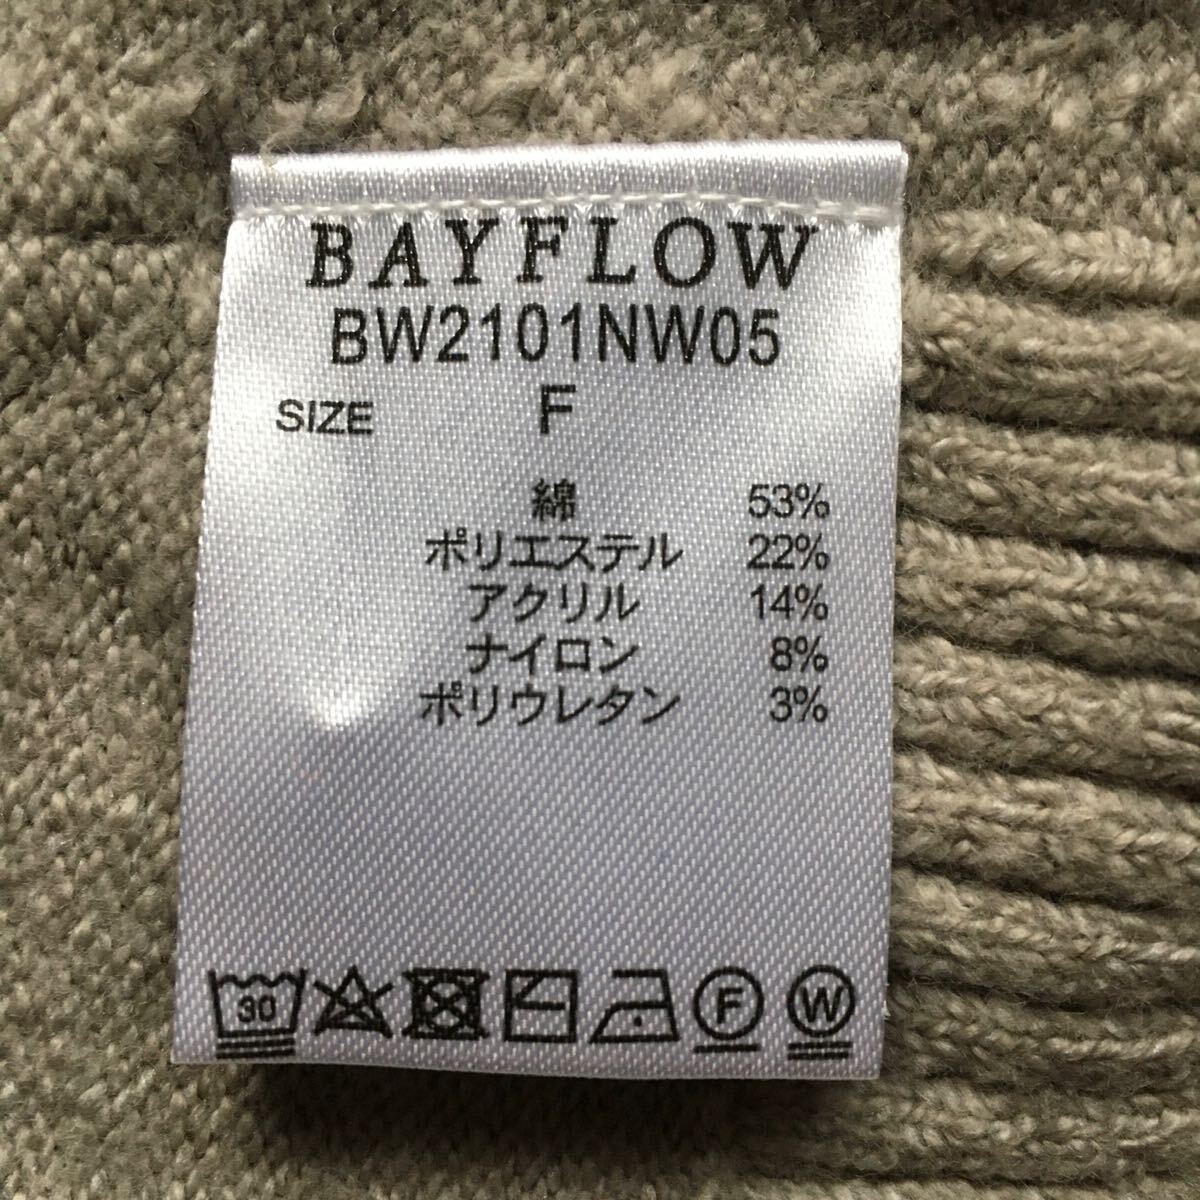 BAYFLOW
BW2101NW05
SIZE F
綿 53%
ポリエステル 22%
アクリル 14%
ナイロン 8%
ポリウレタン 3%
30 F W